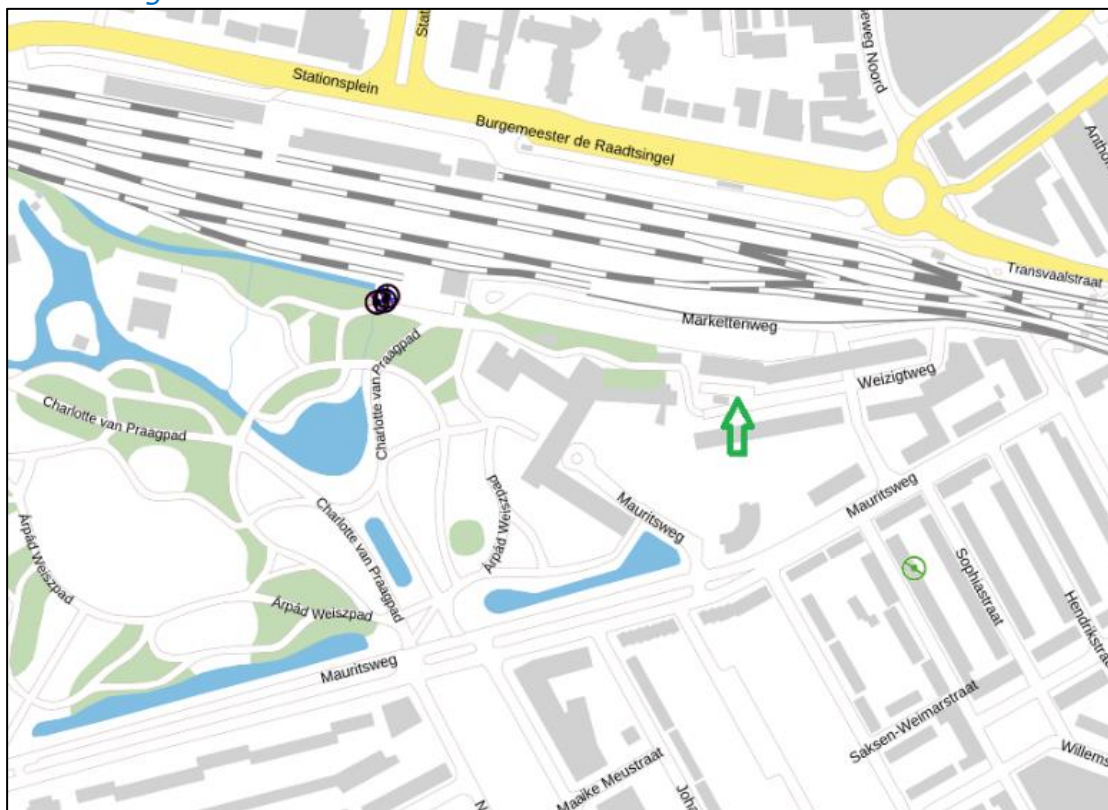 Stationsplein
Burgemeester de Raadtsingel
Transvaalstraat
Markettenweg
Weizigtweg
Charlotte van Praagpad
Charlotte van Praagpad
Mauritsweg
Mauritsweg
Árpád Weiszpad
Charlotte van Praagpad
Árpád Weiszpad
Sophiastraat
Árpád Weiszpad
Mauritsweg
Saksen-Weimarstraat
Maaike Meustraat